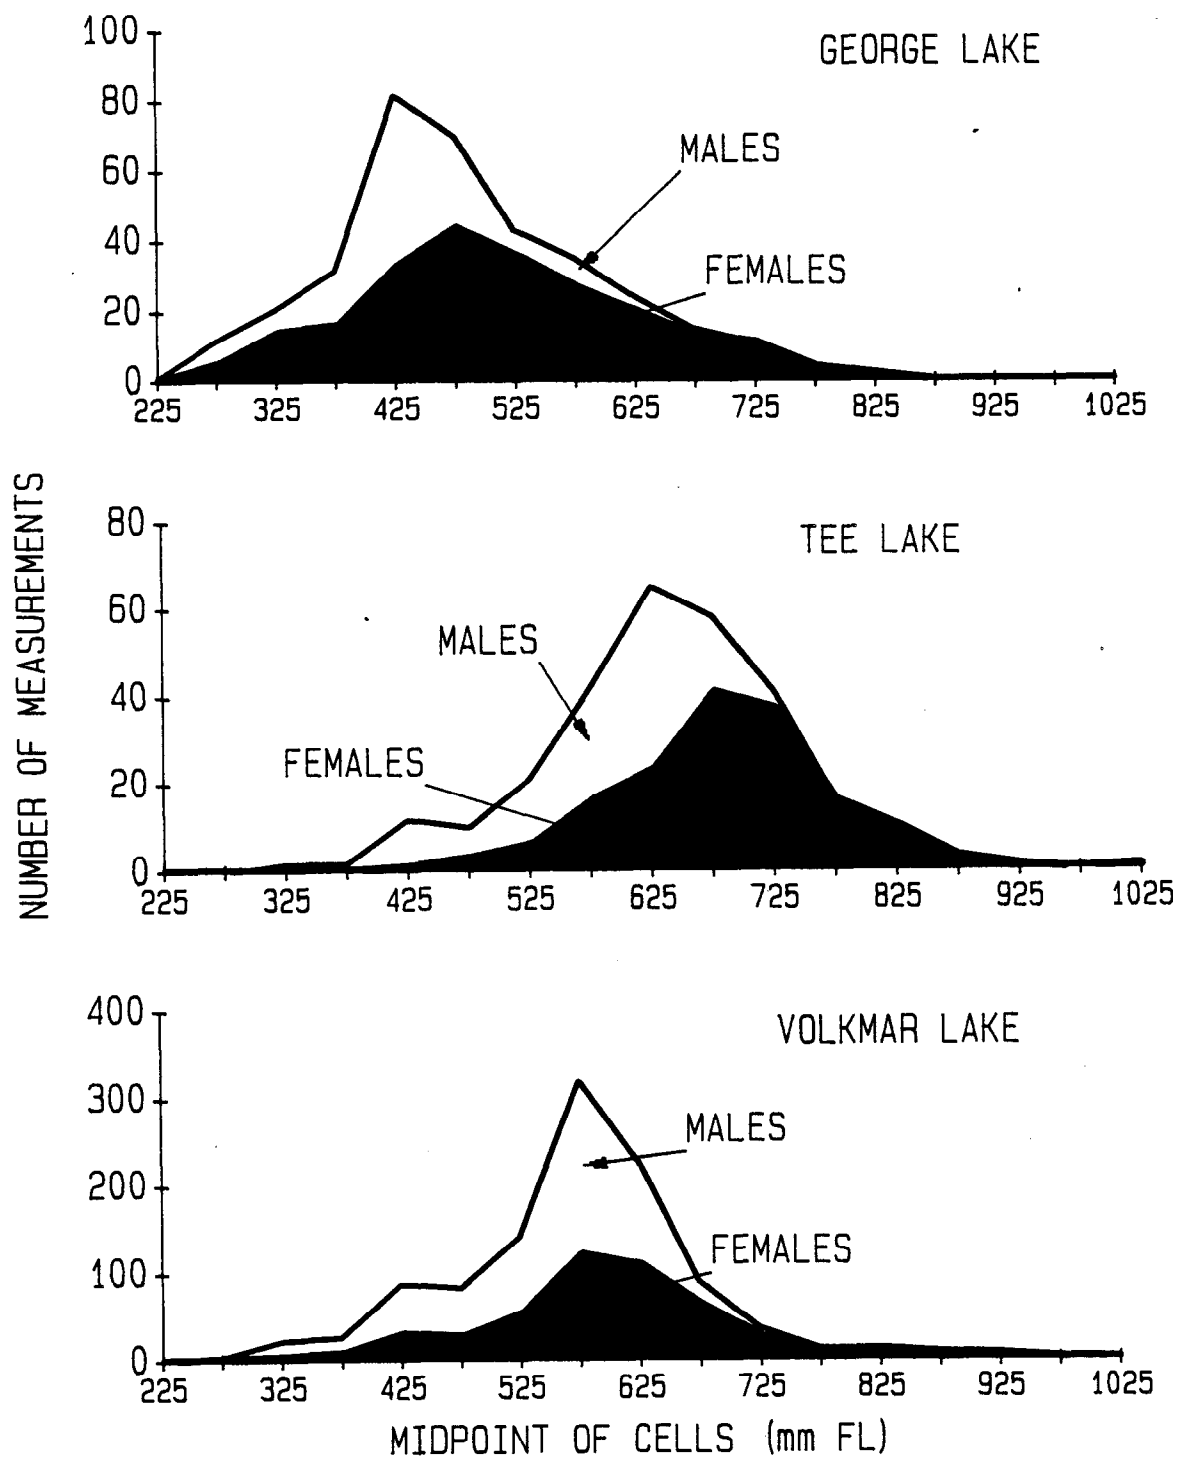 GEORGE LAKE
100
80
60
40
20
0
MALES
FEMALES
225 325 425 525 625 725 825 925 1025
NUMBER OF MEASUREMENTS
TEE LAKE
80
60
40
20
0
MALES
FEMALES
225 325 425 525 625 725 825 925 1025
VOLKMAR LAKE
400
300
200
100
0
MALES
FEMALES
225 325 425 525 625 725 825 925 1025
MIDPOINT OF CELLS (mm FL)